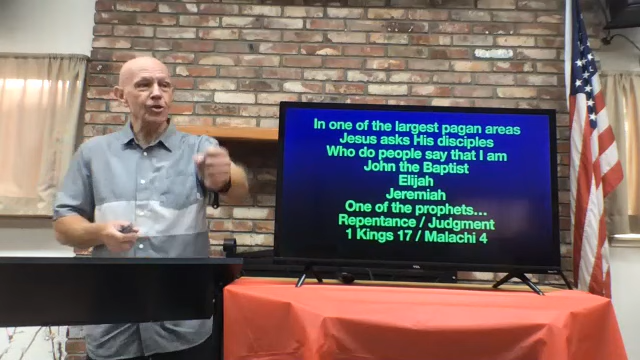 In one of the largest pagan areas
Jesus asks His disciples
Who do people say that I am
John the Baptist
Elijah
Jeremiah
One of the prophets...
Repentance / Judgment
1 Kings 17 / Malachi 4
TCL